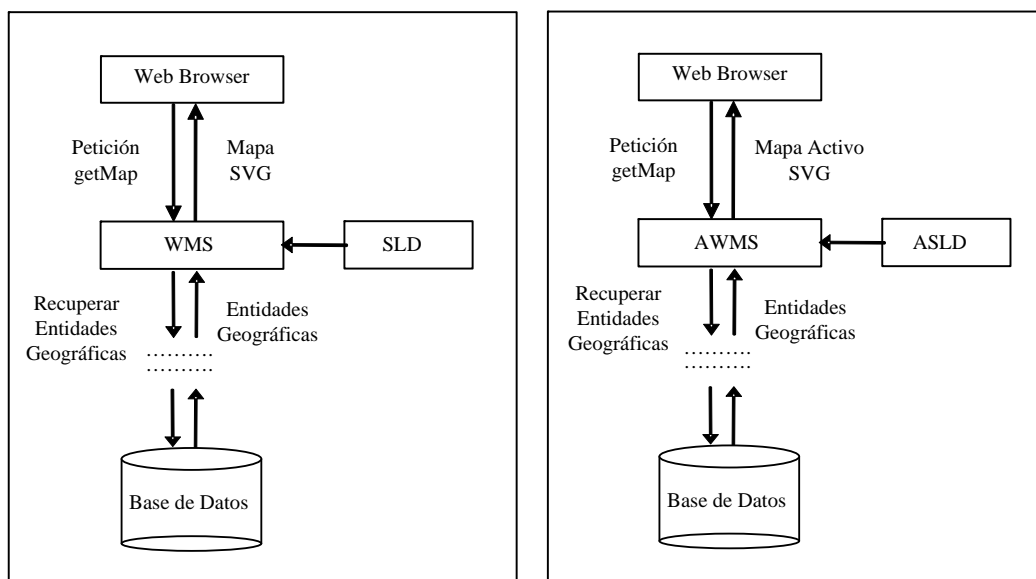 Web Browser
Petición
getMap
Mapa
SVG
WMS
SLD
Recuperar
Entidades
Geográficas
Entidades
Geográficas
Base de Datos
Web Browser
Petición
getMap
Mapa Activo
SVG
AWMS
ASLD
Recuperar
Entidades
Geográficas
Entidades
Geográficas
Base de Datos